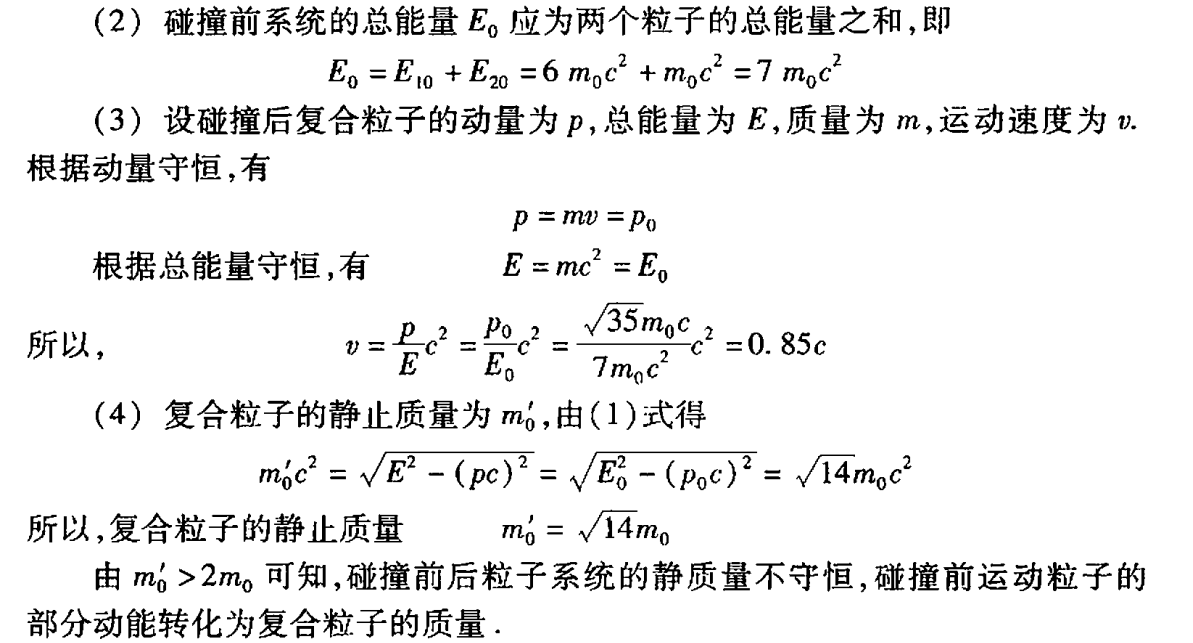 (2) 碰撞前系统的总能量 E₀ 应为两个粒子的总能量之和,即
E₀ = E₁₀ + E₂₀ = 6 m₀c² + m₀c² = 7 m₀c²
(3) 设碰撞后复合粒子的动量为 p,总能量为 E,质量为 m,运动速度为 v.
根据动量守恒,有
p = mv = p₀
根据总能量守恒,有 E = mc² = E₀
所以, v = p/E c² = p₀/E₀ c² = √35m₀c/7m₀c² c² = 0.85c
(4) 复合粒子的静止质量为 m₀′,由(1)式得
m₀′c² = √(E² − (pc)²) = √(E₀² − (p₀c)²) = √14m₀c²
所以,复合粒子的静止质量 m₀′ = √14m₀
由 m₀′ > 2m₀ 可知,碰撞前后粒子系统的静质量不守恒,碰撞前运动粒子的
部分动能转化为复合粒子的质量.